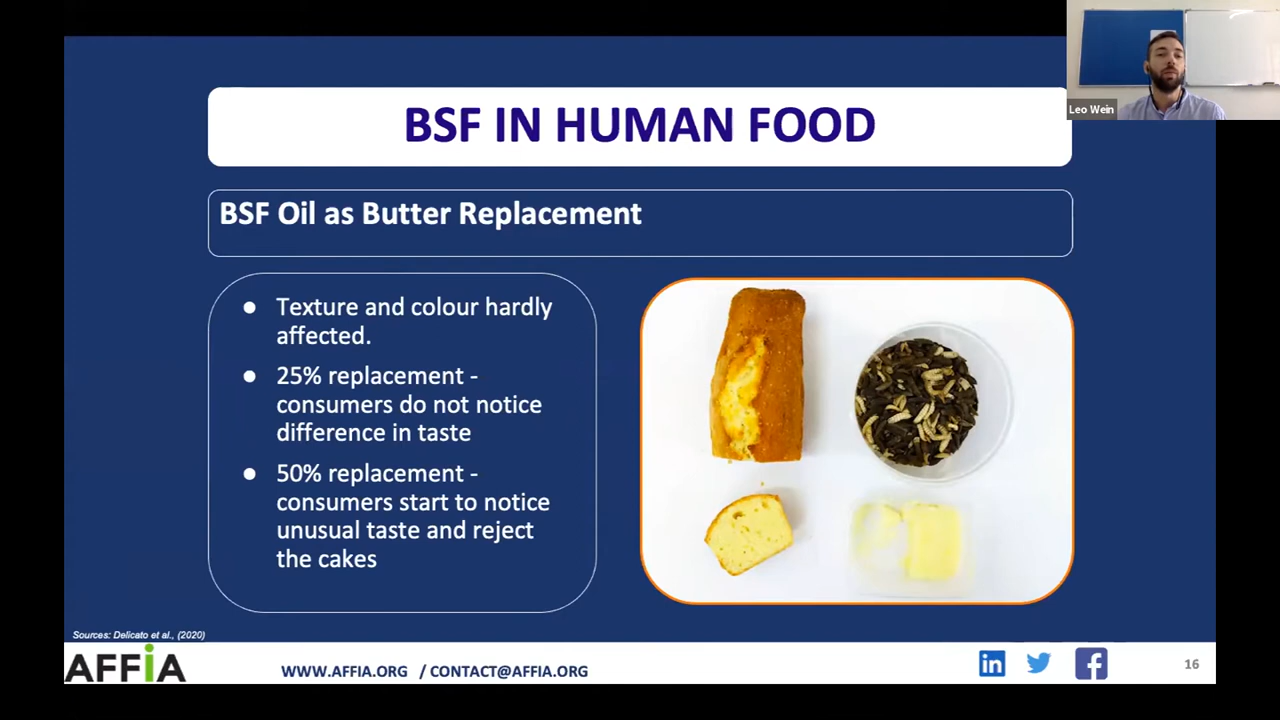 BSF IN HUMAN FOOD
Leo Wein
BSF Oil as Butter Replacement
● Texture and colour hardly
affected.
● 25% replacement -
consumers do not notice
difference in taste
● 50% replacement -
consumers start to notice
unusual taste and reject
the cakes
Sources: Delicato et al., (2020)
AFFiA
WWW.AFFIA.ORG / CONTACT@AFFIA.ORG
in
f
16